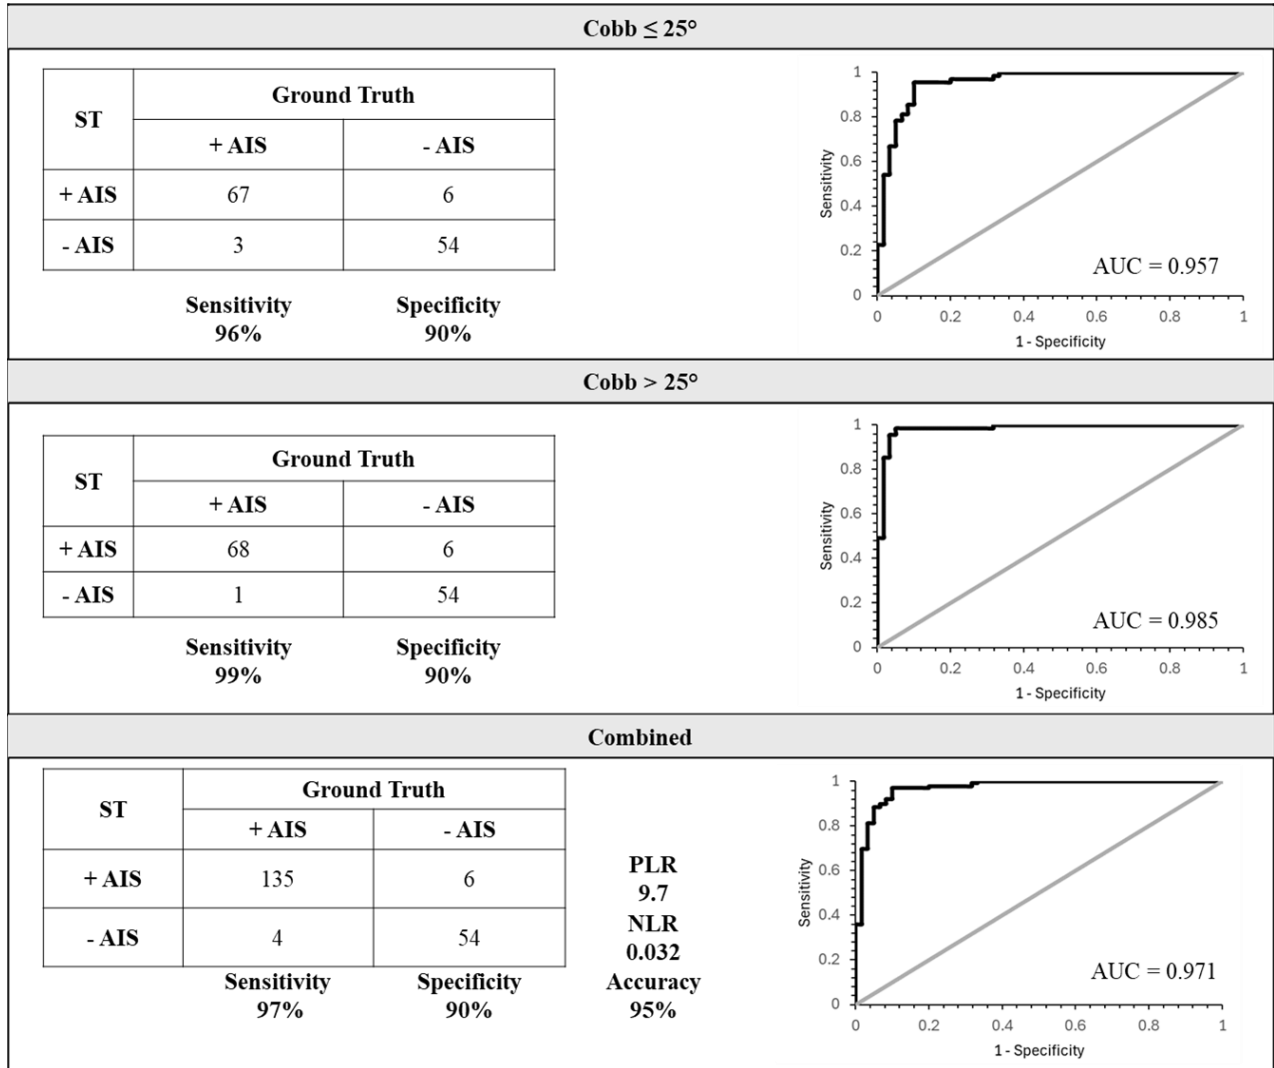 Cobb ≤ 25°
ST
Ground Truth
+ AIS
- AIS
+ AIS
67
6
- AIS
3
54
Sensitivity
96%
Specificity
90%
1
0.8
0.6
0.4
0.2
0
Sensitivity
AUC = 0.957
0
0.2
0.4
0.6
0.8
1
1 - Specificity
Cobb > 25°
ST
Ground Truth
+ AIS
- AIS
+ AIS
68
6
- AIS
1
54
Sensitivity
99%
Specificity
90%
1
0.8
0.6
0.4
0.2
0
Sensitivity
AUC = 0.985
0
0.2
0.4
0.6
0.8
1
1 - Specificity
Combined
ST
Ground Truth
+ AIS
- AIS
+ AIS
135
6
- AIS
4
54
Sensitivity
97%
Specificity
90%
PLR
9.7
NLR
0.032
Accuracy
95%
1
0.8
0.6
0.4
0.2
0
Sensitivity
AUC = 0.971
0
0.2
0.4
0.6
0.8
1
1 - Specificity